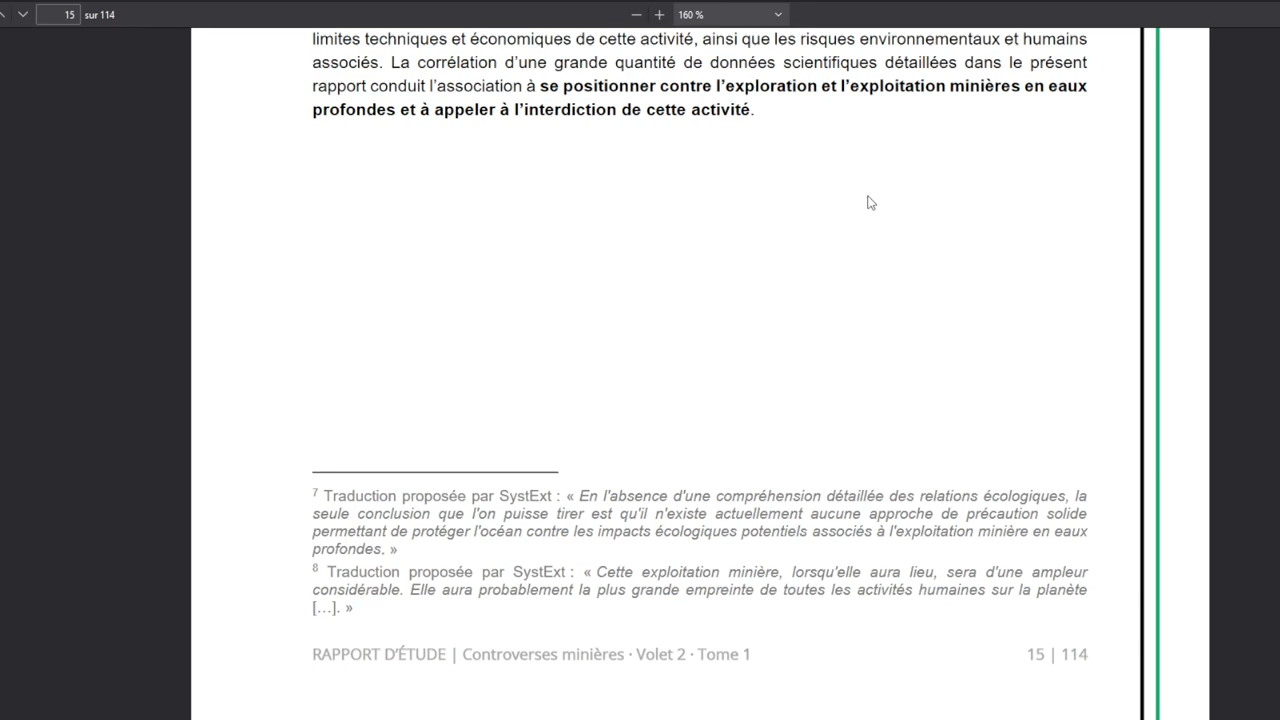 15 sur 114 160 %
limites techniques et économiques de cette activité, ainsi que les risques environnementaux et humains
associés. La corrélation d’une grande quantité de données scientifiques détaillées dans le présent
rapport conduit l’association à se positionner contre l’exploration et l’exploitation minières en eaux
profondes et à appeler à l’interdiction de cette activité.
7 Traduction proposée par SystExt : « En l'absence d'une compréhension détaillée des relations écologiques, la
seule conclusion que l'on puisse tirer est qu'il n'existe actuellement aucune approche de précaution solide
permettant de protéger l'océan contre les impacts écologiques potentiels associés à l'exploitation minière en eaux
profondes. »
8 Traduction proposée par SystExt : « Cette exploitation minière, lorsqu'elle aura lieu, sera d'une ampleur
considérable. Elle aura probablement la plus grande empreinte de toutes les activités humaines sur la planète
[…]. »
RAPPORT D’ÉTUDE | Controverses minières · Volet 2 · Tome 1 15 | 114